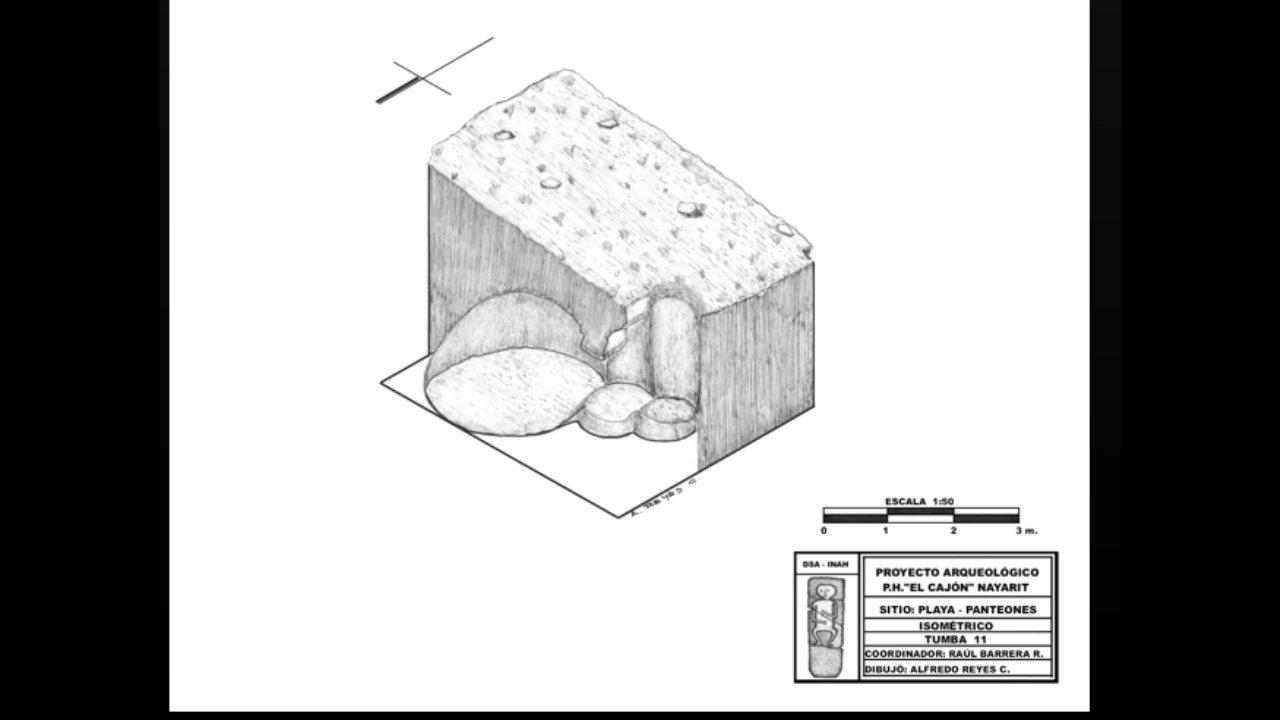 ESCALA 1:50
0 1 2 3 m.
DSA - INAH
PROYECTO ARQUEOLÓGICO
P.H."EL CAJÓN" NAYARIT
SITIO: PLAYA - PANTEONES
ISOMÉTRICO
TUMBA 11
COORDINADOR: RAÚL BARRERA R.
DIBUJÓ: ALFREDO REYES C.